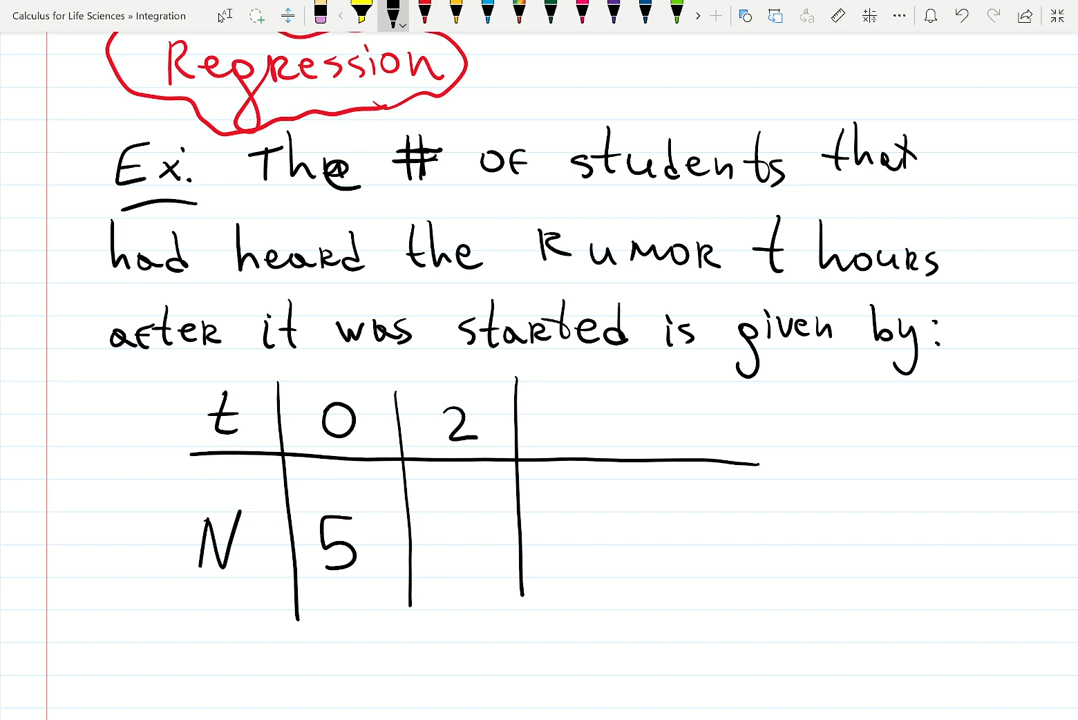 Calculus for Life Sciences » Integration
Regression
Ex: The # of students that
had heard the rumor t hours
after it was started is given by:
t 0 2
N 5